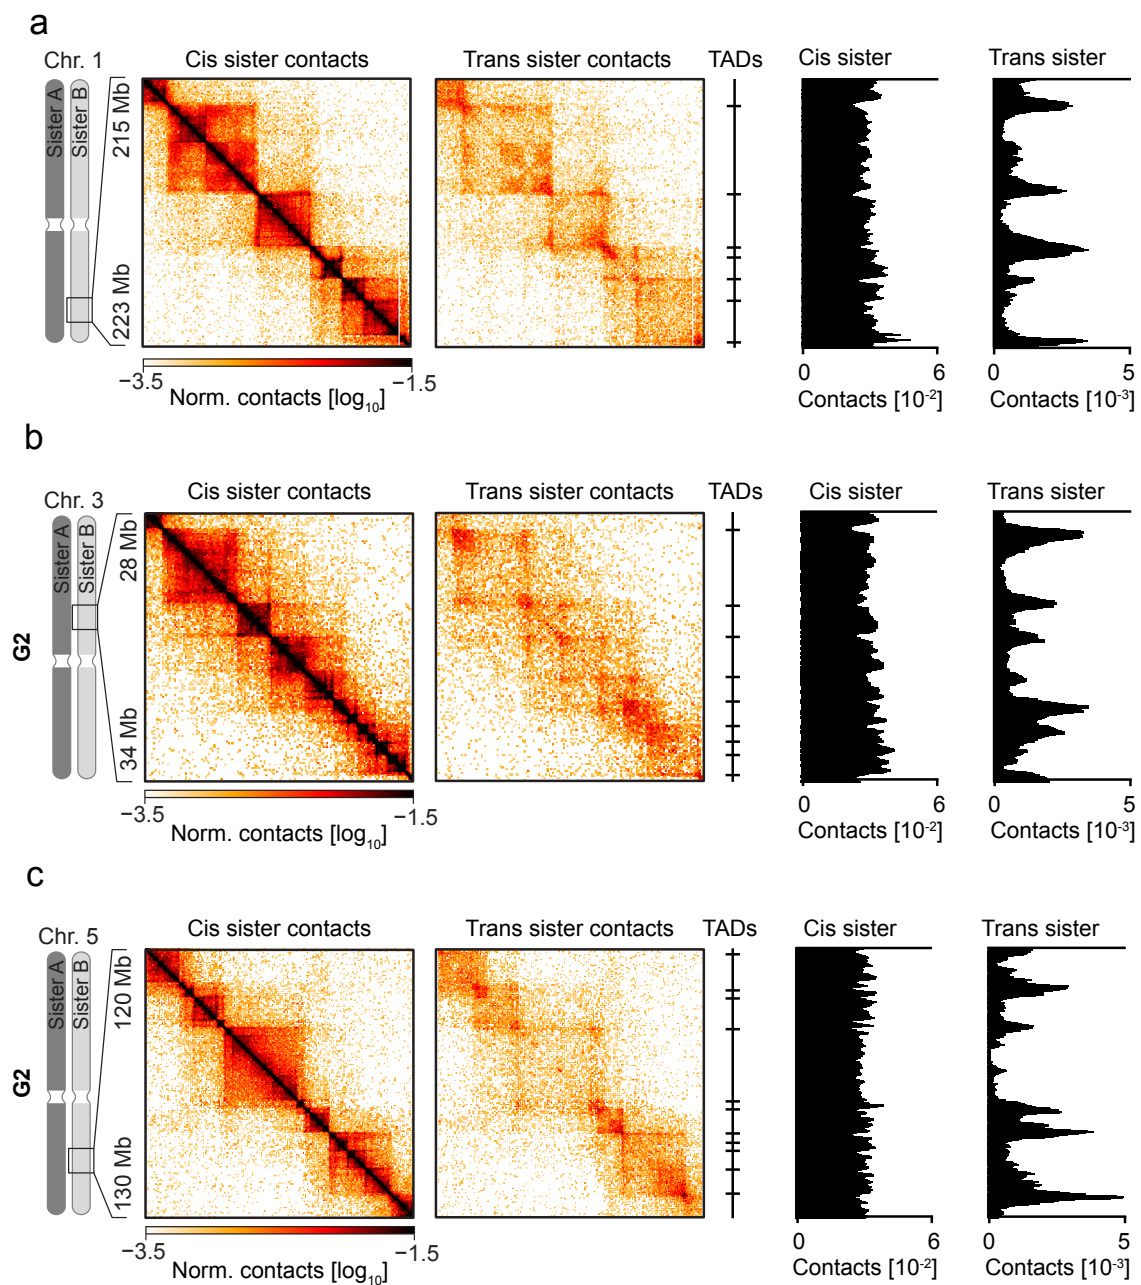 a
Chr. 1
Cis sister contacts
Trans sister contacts
TADs
Cis sister
Trans sister
Sister A
Sister B
215 Mb
223 Mb
−3.5
−1.5
Norm. contacts [log10]
0
6
Contacts [10-2]
0
5
Contacts [10-3]
b
Chr. 3
Cis sister contacts
Trans sister contacts
TADs
Cis sister
Trans sister
G2
Sister A
Sister B
28 Mb
34 Mb
−3.5
−1.5
Norm. contacts [log10]
0
6
Contacts [10-2]
0
5
Contacts [10-3]
c
Chr. 5
Cis sister contacts
Trans sister contacts
TADs
Cis sister
Trans sister
G2
Sister A
Sister B
120 Mb
130 Mb
−3.5
−1.5
Norm. contacts [log10]
0
6
Contacts [10-2]
0
5
Contacts [10-3]